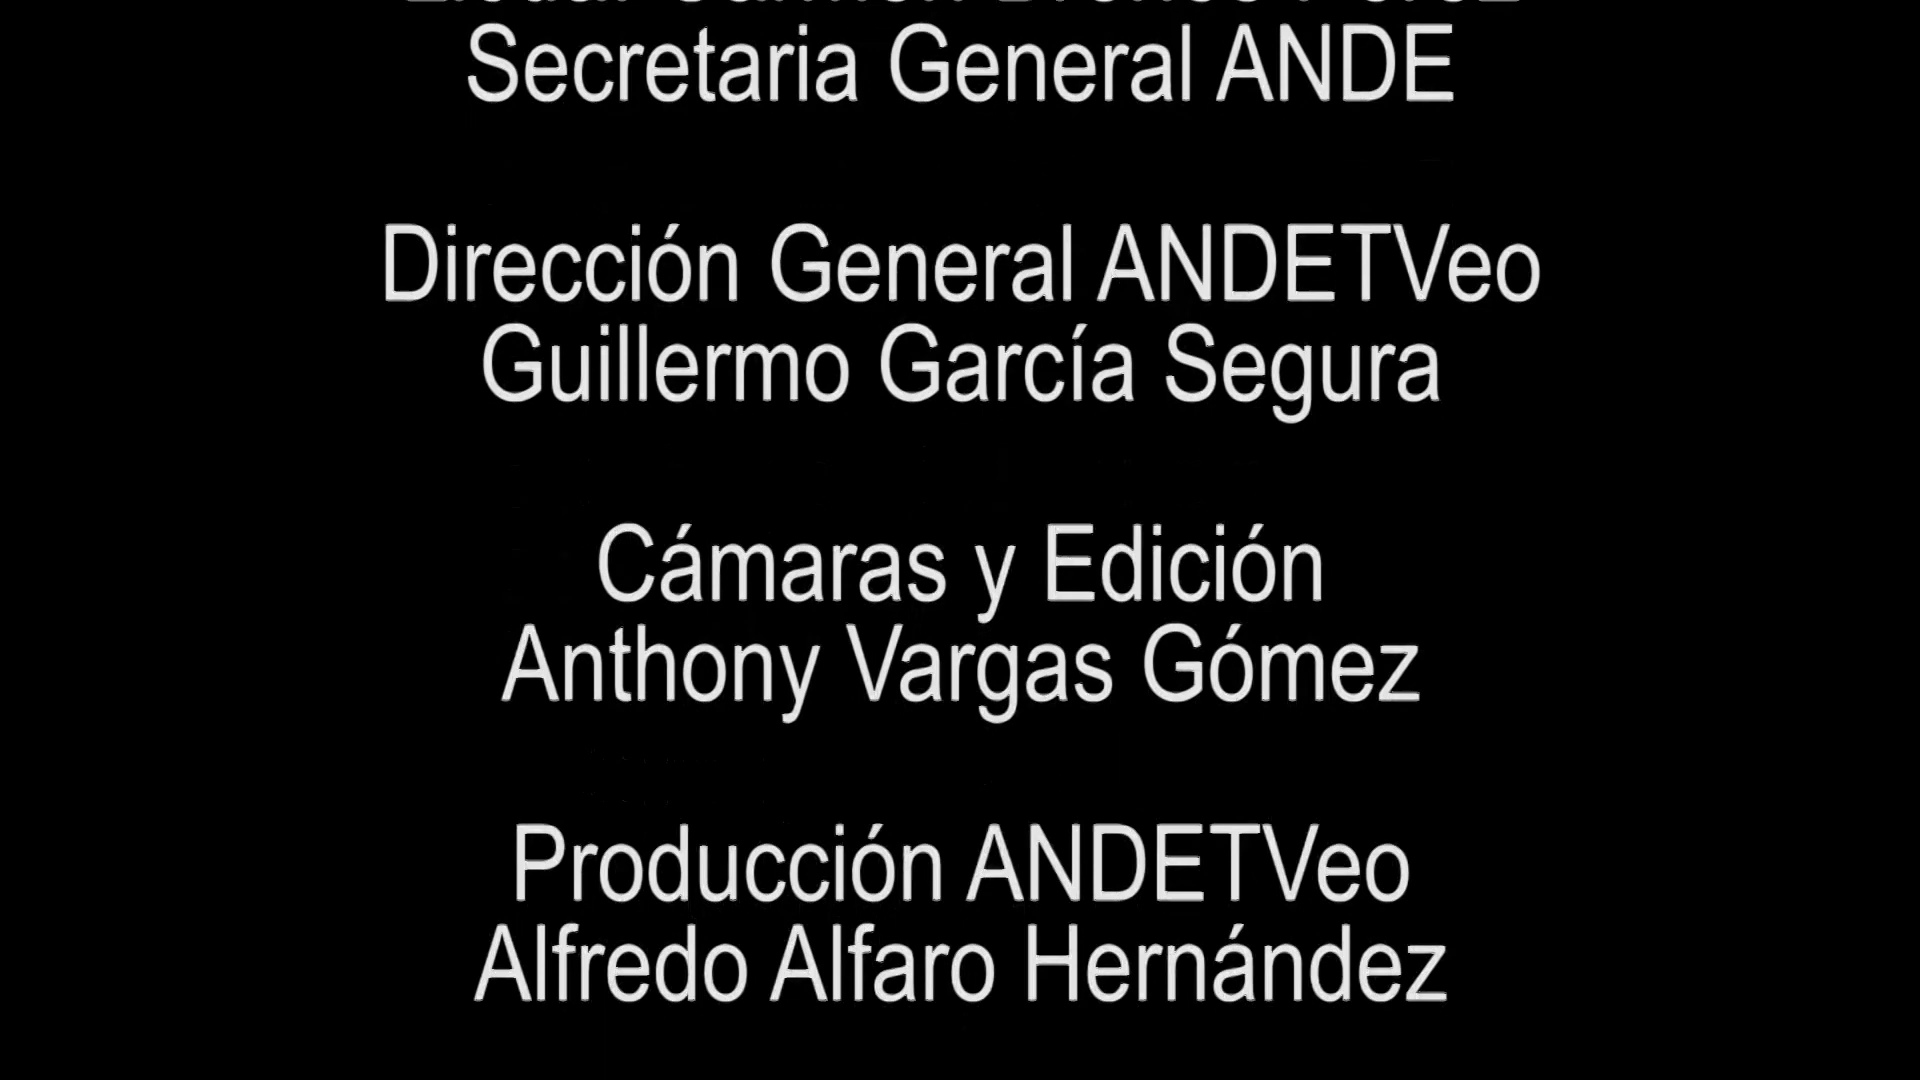 Secretaria General ANDE
Dirección General ANDETVeo
Guillermo García Segura
Cámaras y Edición
Anthony Vargas Gómez
Producción ANDETVeo
Alfredo Alfaro Hernández